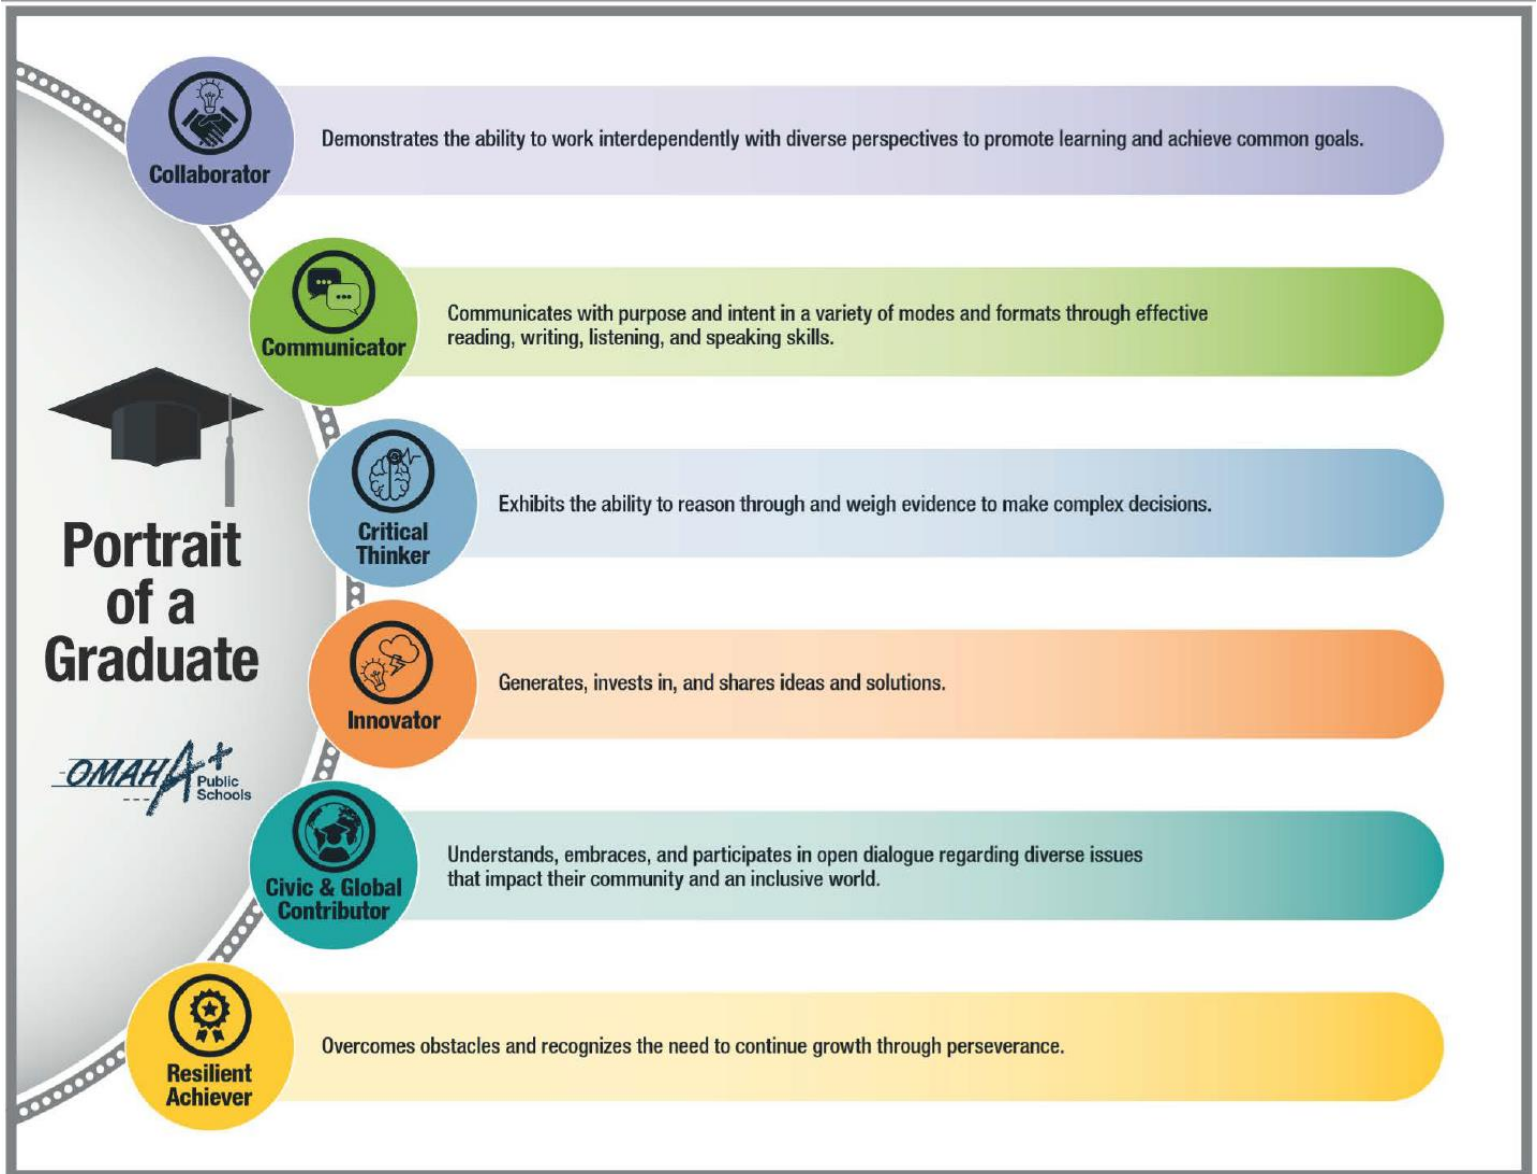 Portrait
of a
Graduate
OMAHA+
Public
Schools
Collaborator
Demonstrates the ability to work interdependently with diverse perspectives to promote learning and achieve common goals.
Communicator
Communicates with purpose and intent in a variety of modes and formats through effective
reading, writing, listening, and speaking skills.
Critical
Thinker
Exhibits the ability to reason through and weigh evidence to make complex decisions.
Innovator
Generates, invests in, and shares ideas and solutions.
Civic & Global
Contributor
Understands, embraces, and participates in open dialogue regarding diverse issues
that impact their community and an inclusive world.
Resilient
Achiever
Overcomes obstacles and recognizes the need to continue growth through perseverance.